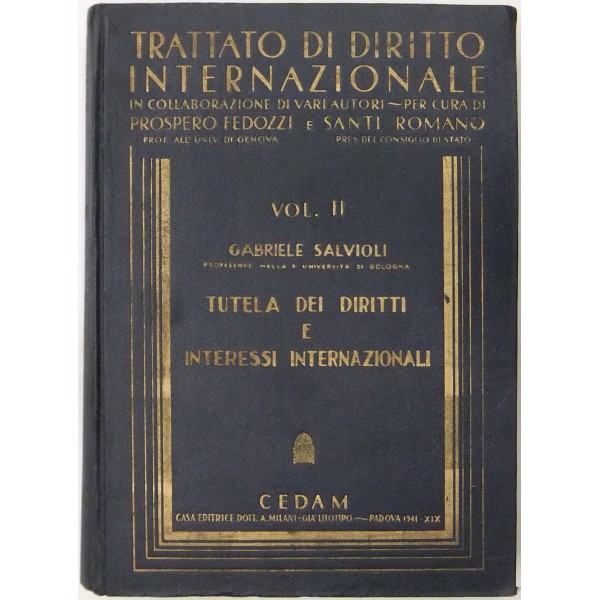 TRATTATO DI DIRITTO
INTERNAZIONALE
IN COLLABORAZIONE DI VARI AUTORI — PER CURA DI
PROSPERO FEDOZZI E SANTI ROMANO
PROF. ALL' UNIV. DI GENOVA PRES. DEL CONSIGLIO DI STATO
VOL. II
GABRIELE SALVIOLI
PROFESSORE NELLA R. UNIVERSITÀ DI BOLOGNA
TUTELA DEI DIRITTI
E
INTERESSI INTERNAZIONALI
CEDAM
CASA EDITRICE DOTT. A. MILANI - GIÀ LITOTIPO — PADOVA 1941 - XIX